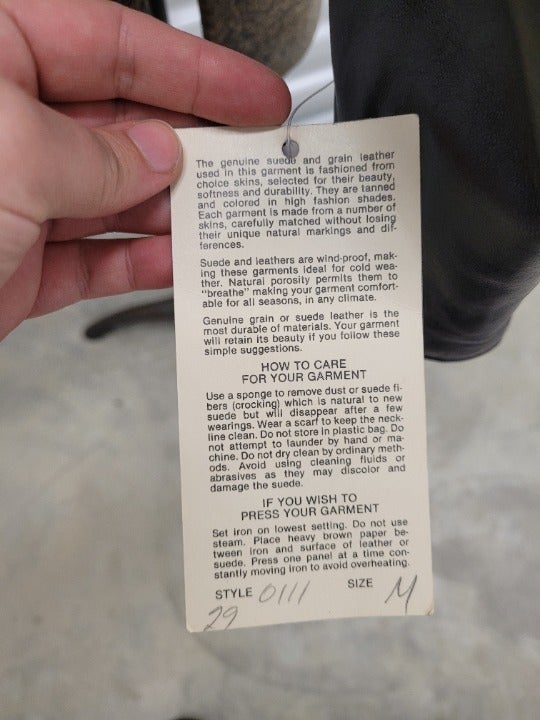 The genuine suede and grain leather
used in this garment is fashioned from
choice skins, selected for their beauty,
softness and durability. They are tanned
and colored in high fashion shades.
Each garment is made from a number of
skins, carefully matched without losing
their unique natural markings and dif-
ferences.
Suede and leathers are wind-proof, mak-
ing these garments ideal for cold wea-
ther. Natural porosity permits them to
"breathe" making your garment comfort-
able for all seasons, in any climate.
Genuine grain or suede leather is the
most durable of materials. Your garment
will retain its beauty if you follow these
simple suggestions.
HOW TO CARE
FOR YOUR GARMENT
Use a sponge to remove dust or suede fi-
bers (crocking) which is natural to new
suede but will disappear after a few
wearings. Wear a scarf to keep the neck-
line clean. Do not store in plastic bag. Do
not attempt to launder by hand or ma-
chine. Do not dry clean by ordinary meth-
ods. Avoid using cleaning fluids or
abrasives as they may discolor and
damage the suede.
IF YOU WISH TO
PRESS YOUR GARMENT
Set iron on lowest setting. Do not use
steam. Place heavy brown paper be-
tween iron and surface of leather or
suede. Press one panel at a time con-
stantly moving iron to avoid overheating.
STYLE 0111 SIZE M
29